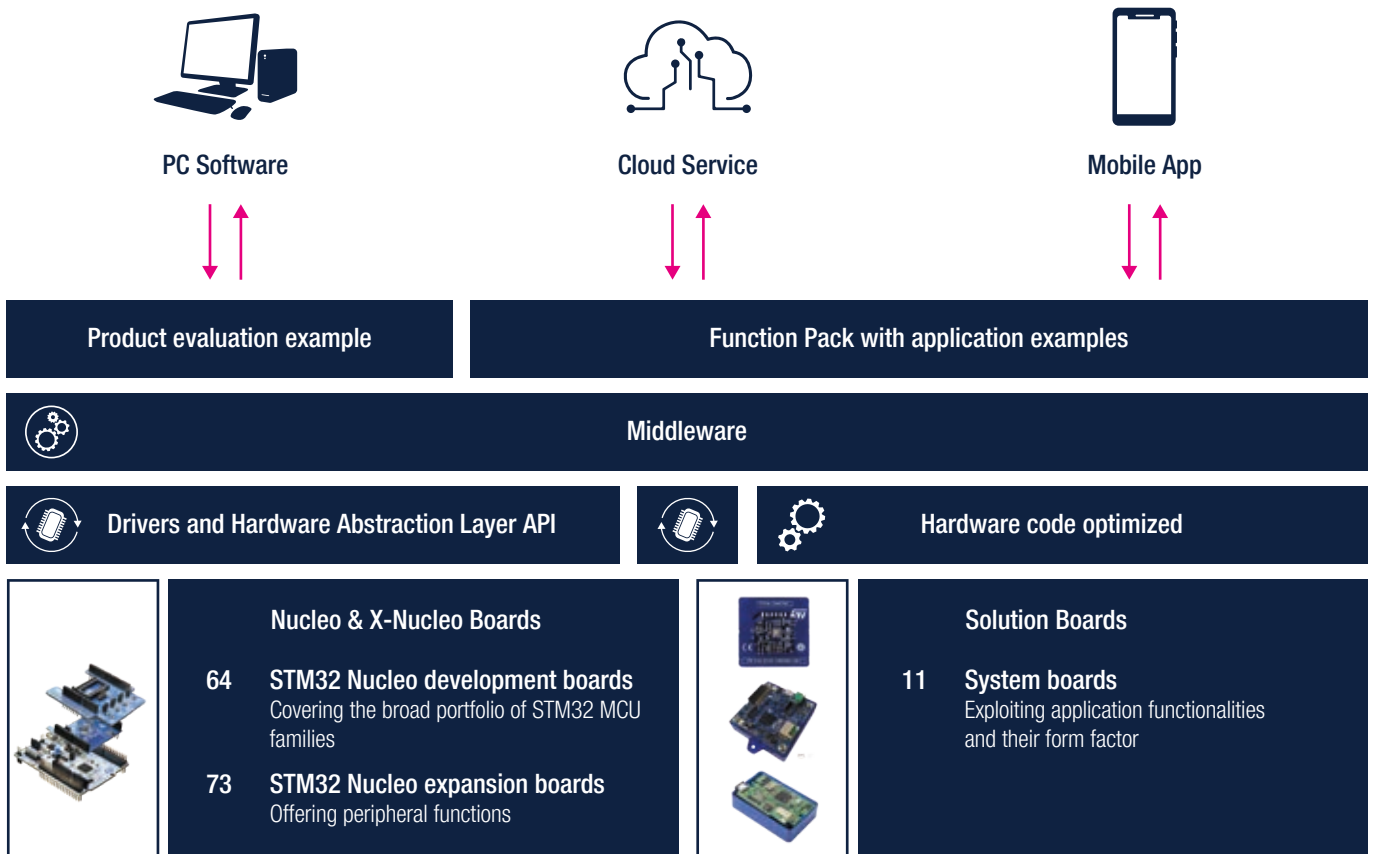 PC Software
Cloud Service
Mobile App
Product evaluation example
Function Pack with application examples
Middleware
Drivers and Hardware Abstraction Layer API
Hardware code optimized
Nucleo & X-Nucleo Boards
64 STM32 Nucleo development boards
Covering the broad portfolio of STM32 MCU
families
73 STM32 Nucleo expansion boards
Offering peripheral functions
Solution Boards
11 System boards
Exploiting application functionalities
and their form factor